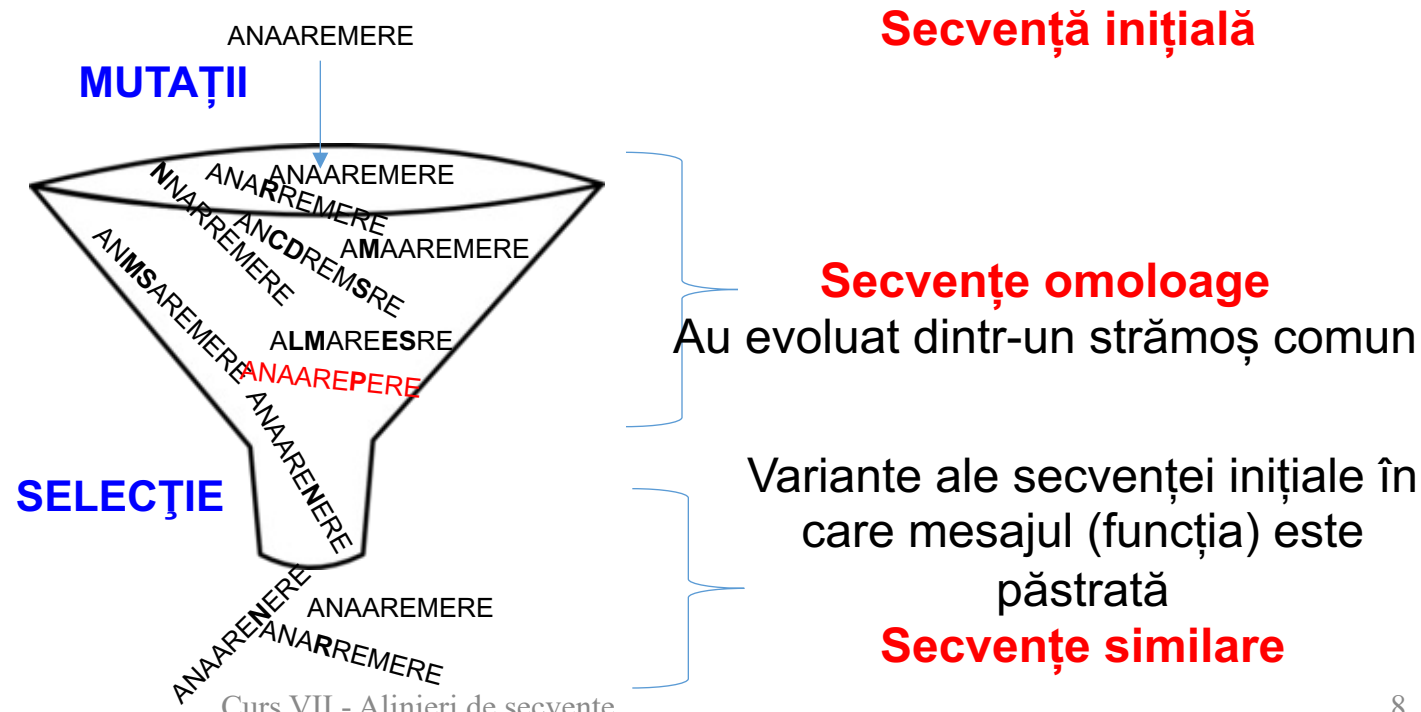 ANAAREMERE
Secvență inițială
MUTAȚII
ANAAREMERE
ANARREMERE
NNARREMERE
ANCDREMSRE
AMAAREMERE
ANMSAREMERE
ALMAREESRE
ANAAREPERE
ANAARENERE
Secvențe omoloage
Au evoluat dintr-un strămoș comun
SELECŢIE
Variante ale secvenței inițiale în
care mesajul (funcția) este
păstrată
Secvențe similare
ANAARENERE
ANAAREMERE
ANARREMERE
Curs VII - Alinieri de secvente
8